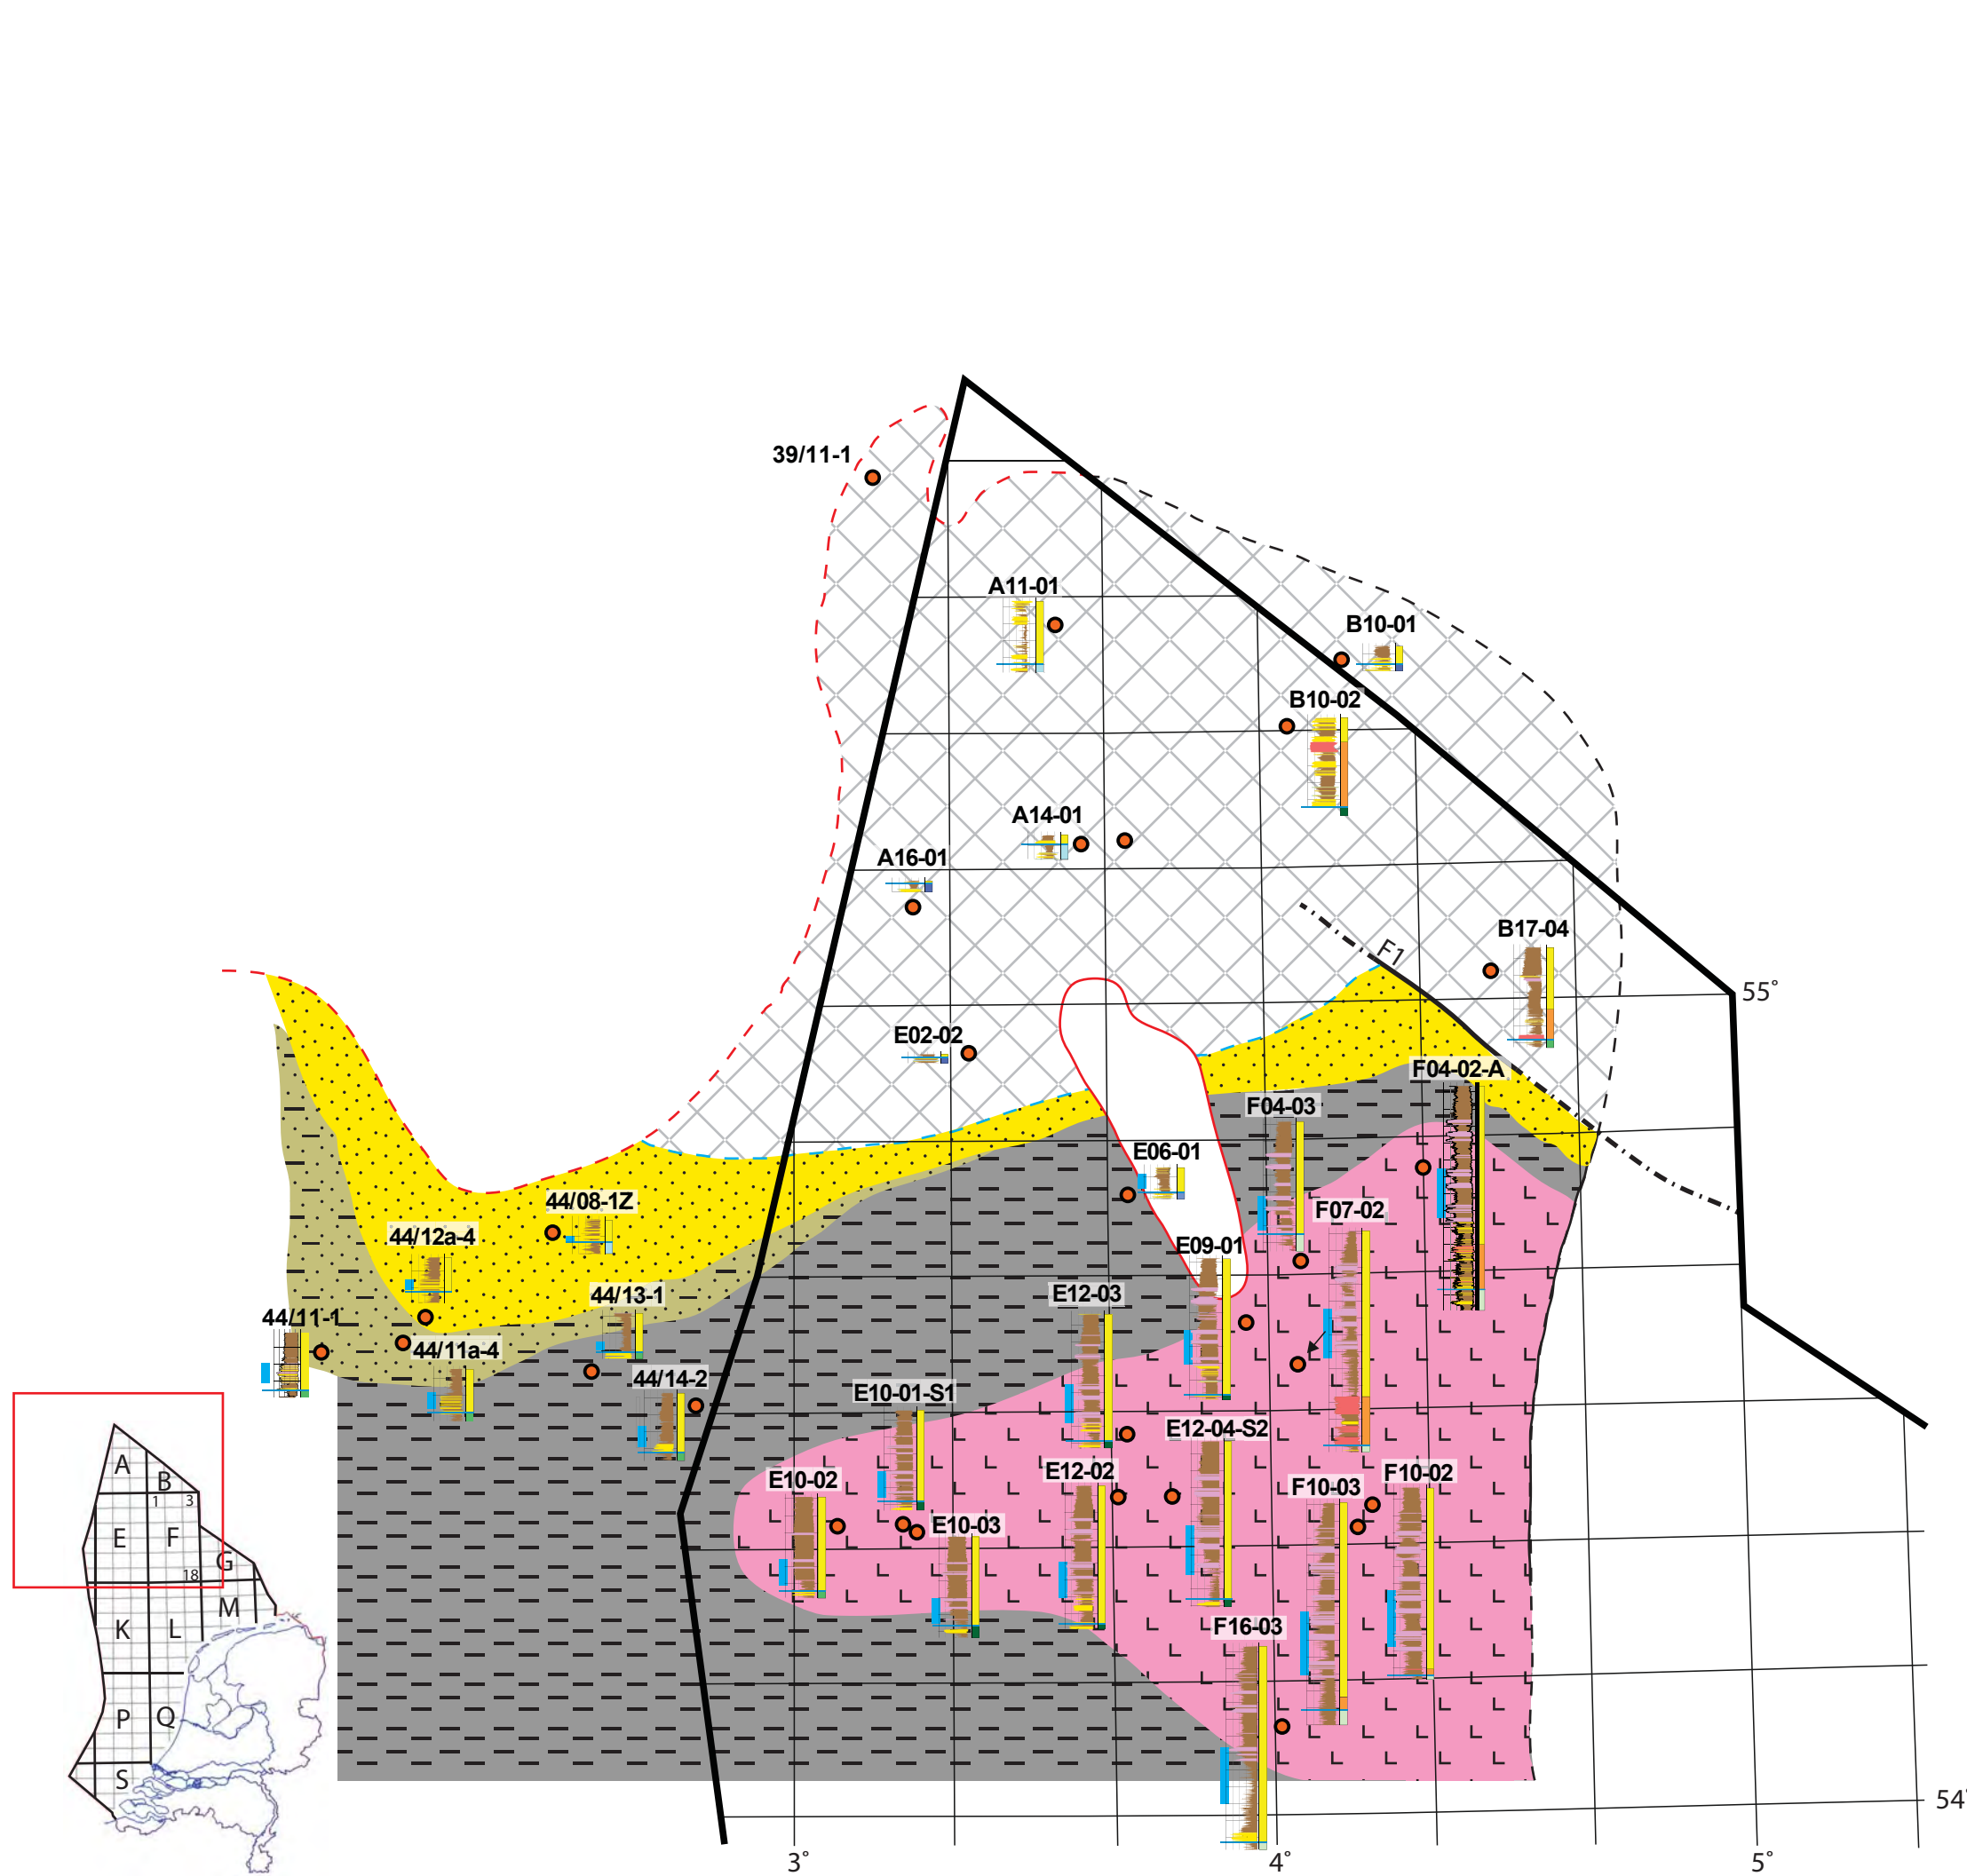 39/11-1
A11-01
B10-01
B10-02
A14-01
A16-01
B17-04
F1
55°
E02-02
F04-02-A
F04-03
E06-01
44/08-1Z
F07-02
44/12a-4
E09-01
44/13-1
E12-03
44/11-1
44/11a-4
44/14-2
E10-01-S1
E12-04-S2
E12-02
F10-02
E10-02
F10-03
E10-03
F16-03
A
B
1 3
E F
G
18
M
K L
P Q
S
54°
3° 4° 5°